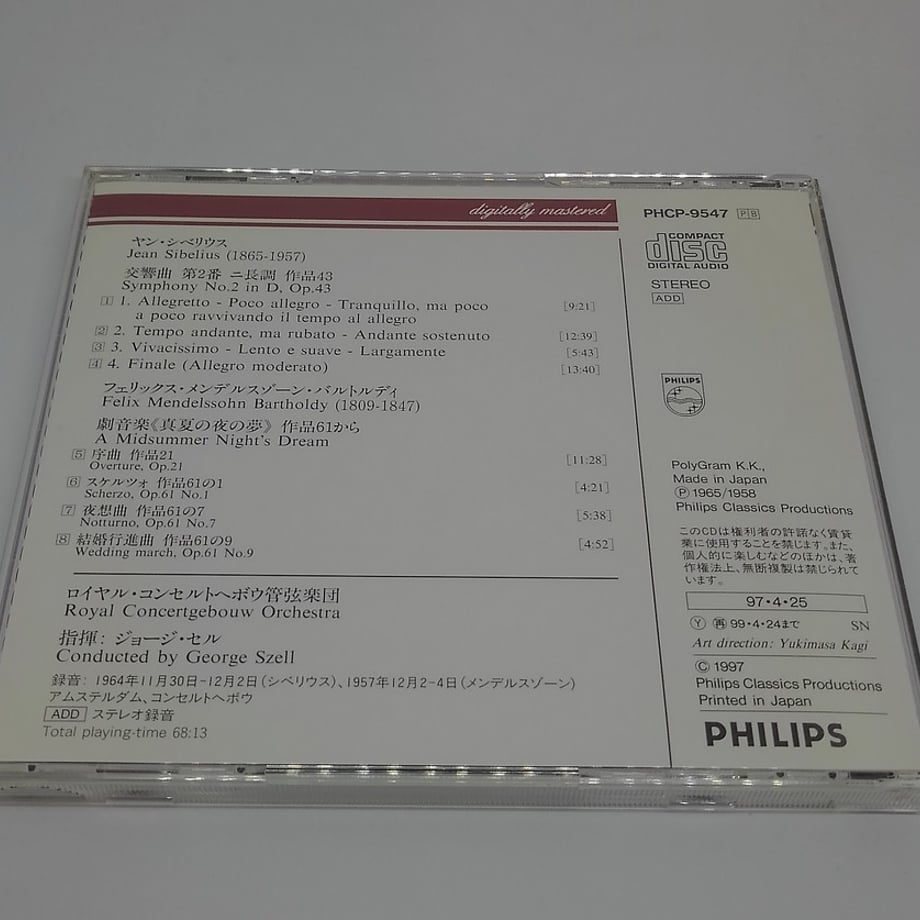 digitally mastered
ヤン・シベリウス
Jean Sibelius (1865-1957)
交響曲 第2番 ニ長調 作品43
Symphony No.2 in D, Op.43
1 1. Allegretto - Poco allegro - Tranquillo, ma poco [9:21]
a poco ravvivando il tempo al allegro
2 2. Tempo andante, ma rubato - Andante sostenuto [12:39]
3 3. Vivacissimo - Lento e suave - Largamente [5:43]
4 4. Finale (Allegro moderato) [13:40]
フェリックス・メンデルスゾーン・バルトルディ
Felix Mendelssohn Bartholdy (1809-1847)
劇音楽《真夏の夜の夢》 作品61から
A Midsummer Night's Dream
5 序曲 作品21 [11:28]
Overture, Op.21
6 スケルツォ 作品61の1 [4:21]
Scherzo, Op.61 No.1
7 夜想曲 作品61の7 [5:38]
Notturno, Op.61 No.7
8 結婚行進曲 作品61の9 [4:52]
Wedding march, Op.61 No.9
ロイヤル・コンセルトヘボウ管弦楽団
Royal Concertgebouw Orchestra
指揮: ジョージ・セル
Conducted by George Szell
録音: 1964年11月30日-12月2日(シベリウス)、1957年12月2-4日(メンデルスゾーン)
アムステルダム、コンセルトヘボウ
ADD ステレオ録音
Total playing-time 68:13
PHCP-9547 PB
COMPACT
disc
DIGITAL AUDIO
STEREO
ADD
PHILIPS
PolyGram K.K.,
Made in Japan
Ⓟ 1965/1958
Philips Classics Productions
このCDは権利者の許諾なく賃貸
業に使用することを禁じます。また、
個人的に楽しむなどのほかは、著
作権法上、無断複製は禁じられて
います。
97・4・25
Ⓨ 再 99・4・24まで SN
Art direction: Yukimasa Kagi
© 1997
Philips Classics Productions
Printed in Japan
PHILIPS